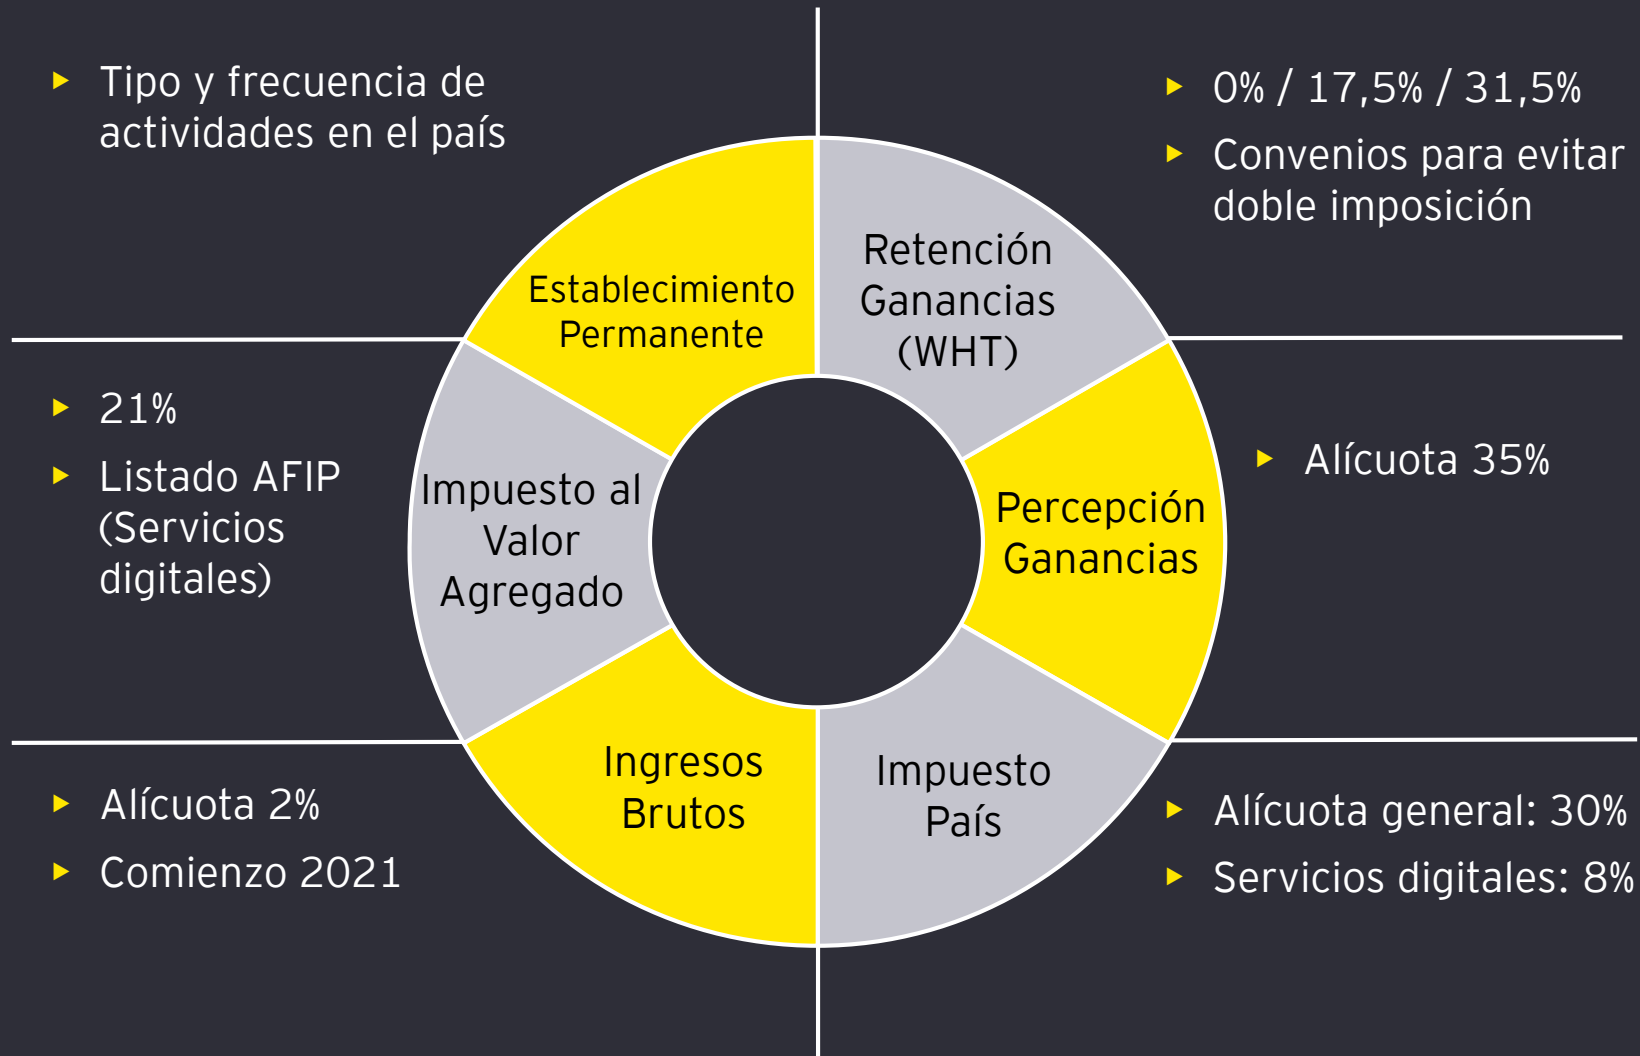 Tipo y frecuencia de
actividades en el país
0% / 17,5% / 31,5%
Convenios para evitar
doble imposición
Establecimiento
Permanente
Retención
Ganancias
(WHT)
21%
Listado AFIP
(Servicios
digitales)
Impuesto al
Valor
Agregado
Percepción
Ganancias
Alícuota 35%
Alícuota 2%
Comienzo 2021
Ingresos
Brutos
Impuesto
País
Alícuota general: 30%
Servicios digitales: 8%